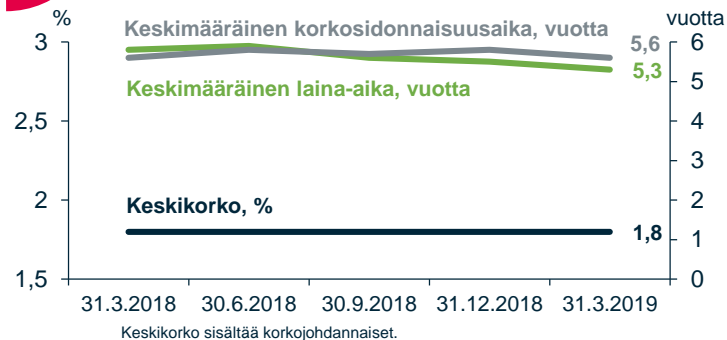 % vuotta
Keskimääräinen korkosidonnaisuusaika, vuotta
3 5,6 6
5,3 5
Keskimääräinen laina-aika, vuotta
2,5 4
3
Keskikorko, %
2 2
1,8 1
1,5 0
31.3.2018 30.6.2018 30.9.2018 31.12.2018 31.3.2019
Keskikorko sisältää korkojohdannaiset.